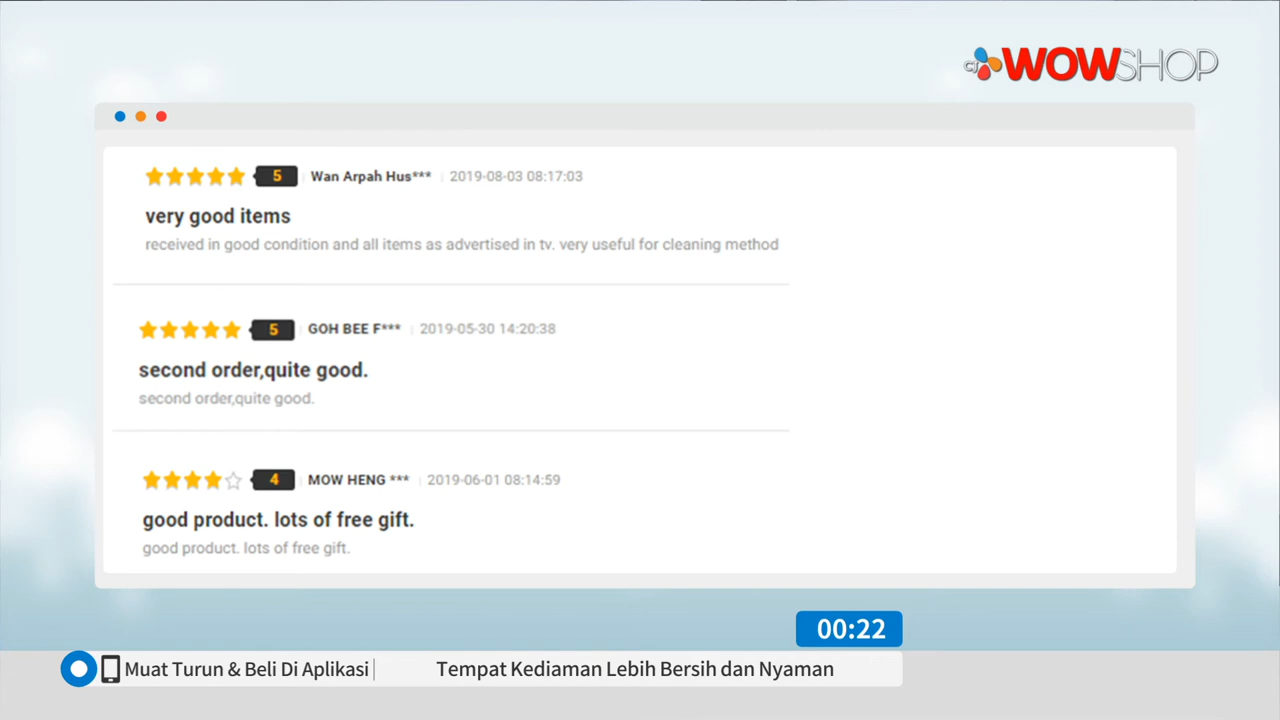 CJ WOWSHOP
5 Wan Arpah Hus*** 2019-08-03 08:17:03
very good items
received in good condition and all items as advertised in tv. very useful for cleaning method
5 GOH BEE F*** 2019-05-30 14:20:38
second order,quite good.
second order,quite good.
4 MOW HENG *** 2019-06-01 08:14:59
good product. lots of free gift.
good product. lots of free gift.
00:22
Muat Turun & Beli Di Aplikasi | Tempat Kediaman Lebih Bersih dan Nyaman